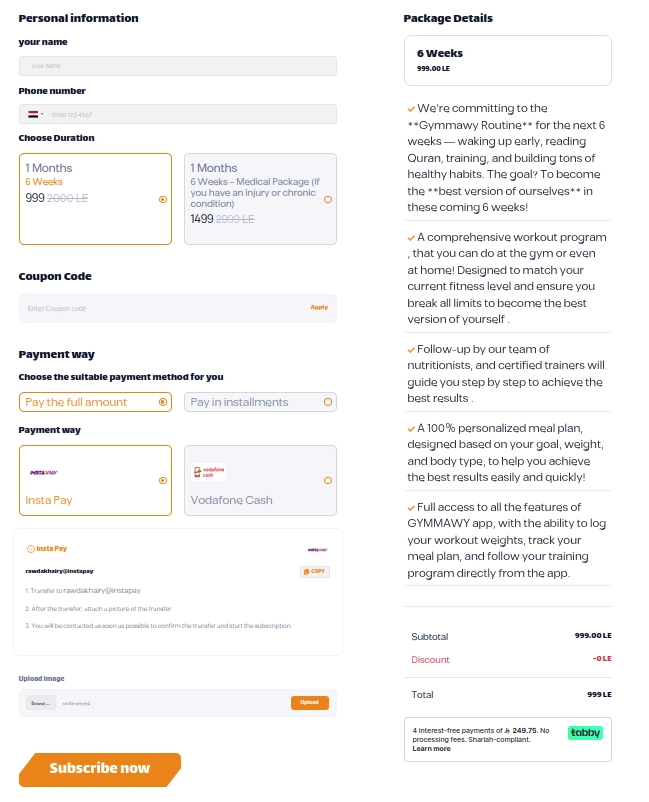 Personal information
your name
your name
Phone number
0100 123 4567
Choose Duration
1 Months
6 Weeks
999 2000 LE
1 Months
6 Weeks – Medical Package (if
you have an injury or chronic
condition)
1499 2999 LE
Coupon Code
Enter Coupon code
Apply
Payment way
Choose the suitable payment method for you
Pay the full amount
Pay in installments
Payment way
INSTAPAY
Insta Pay
vodafone
cash
Vodafone Cash
Insta Pay
INSTAPAY
rawdakhairy@instapay
COPY
1. Transfer to rawdakhairy@instapay
2. After the transfer, attach a picture of the transfer
3. You will be contacted as soon as possible to confirm the transfer and start the subscription
Upload Image
Browse...
No file selected.
Upload
Subscribe now
Package Details
6 Weeks
999.00 LE
We're committing to the
**Gymmawy Routine** for the next 6
weeks — waking up early, reading
Quran, training, and building tons of
healthy habits. The goal? To become
the **best version of ourselves** in
these coming 6 weeks!
A comprehensive workout program
, that you can do at the gym or even
at home! Designed to match your
current fitness level and ensure you
break all limits to become the best
version of yourself .
Follow-up by our team of
nutritionists, and certified trainers will
guide you step by step to achieve the
best results .
A 100% personalized meal plan,
designed based on your goal, weight,
and body type, to help you achieve
the best results easily and quickly!
Full access to all the features of
GYMMAWY app, with the ability to log
your workout weights, track your
meal plan, and follow your training
program directly from the app.
Subtotal 999.00 LE
Discount -0 LE
Total 999 LE
4 interest-free payments of 249.75. No
processing fees. Shariah-compliant.
Learn more
tabby